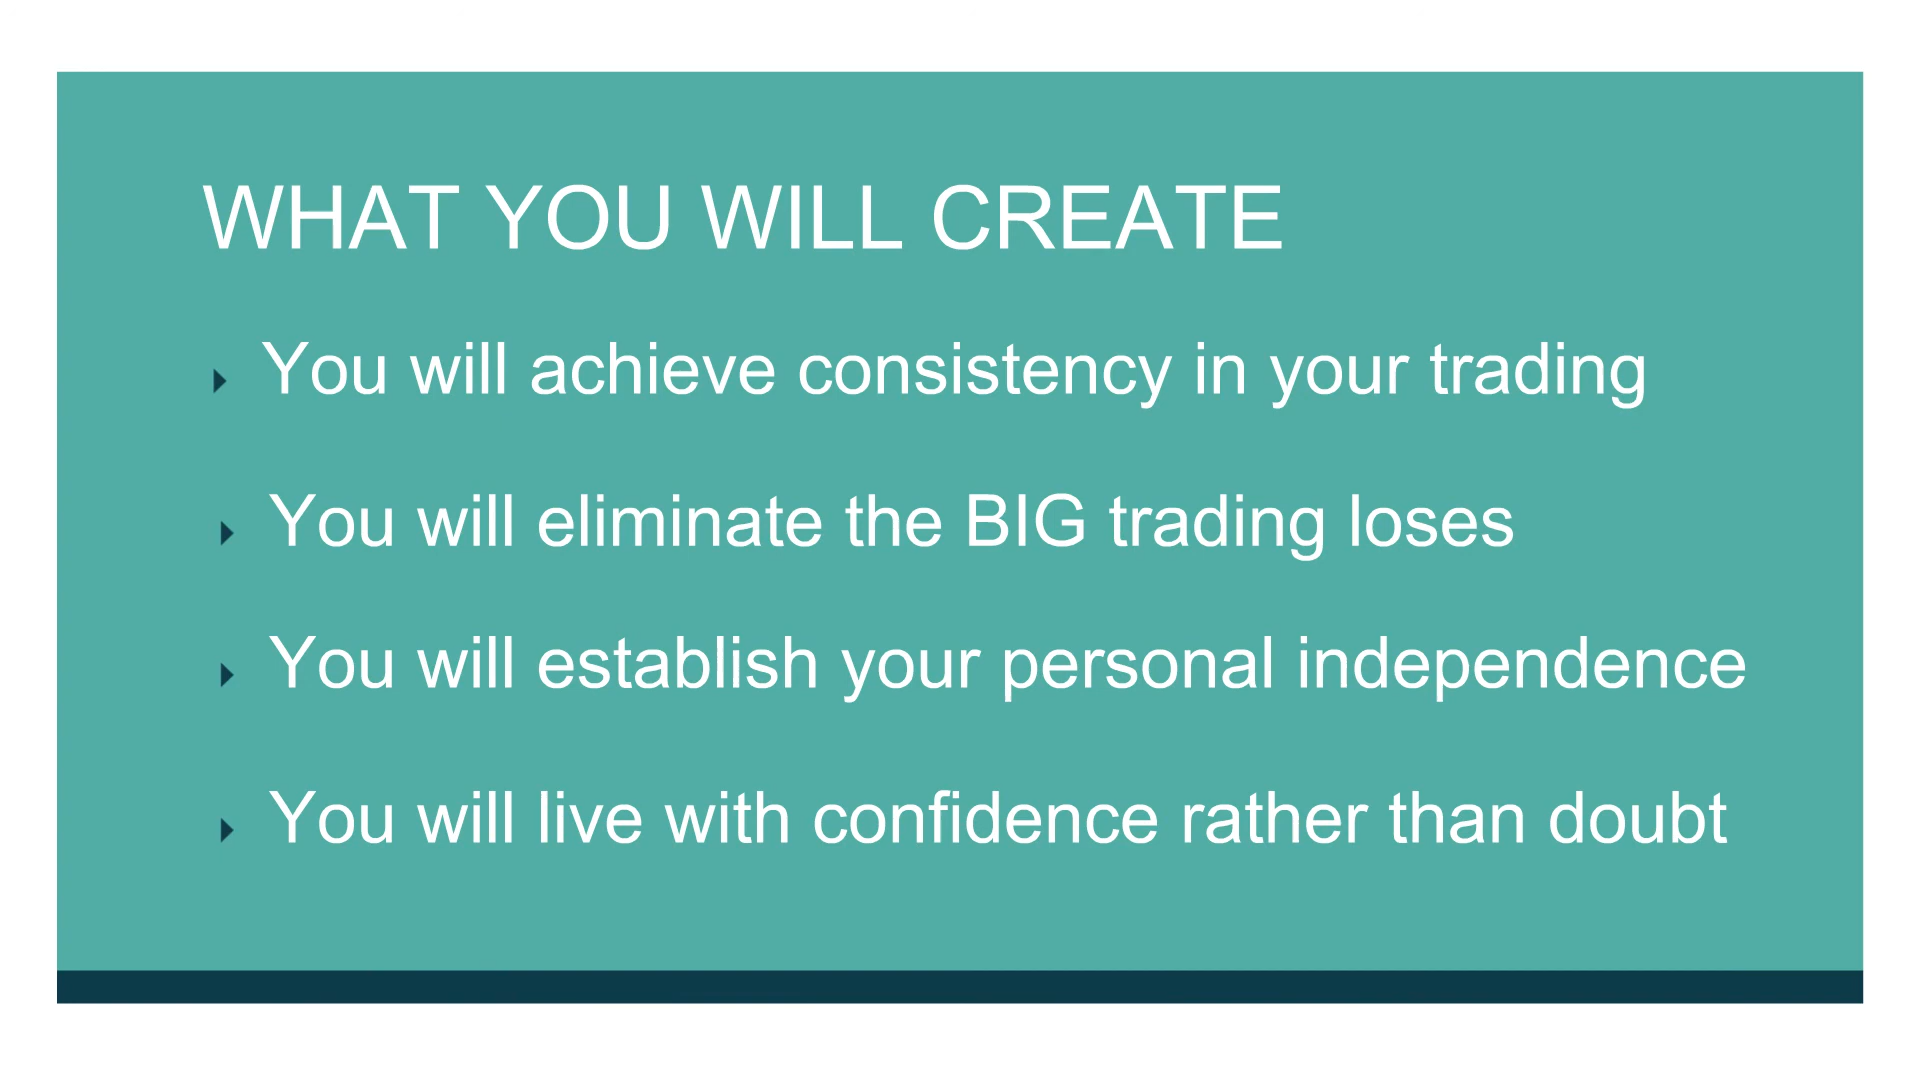 WHAT YOU WILL CREATE
You will achieve consistency in your trading
You will eliminate the BIG trading loses
You will establish your personal independence
You will live with confidence rather than doubt